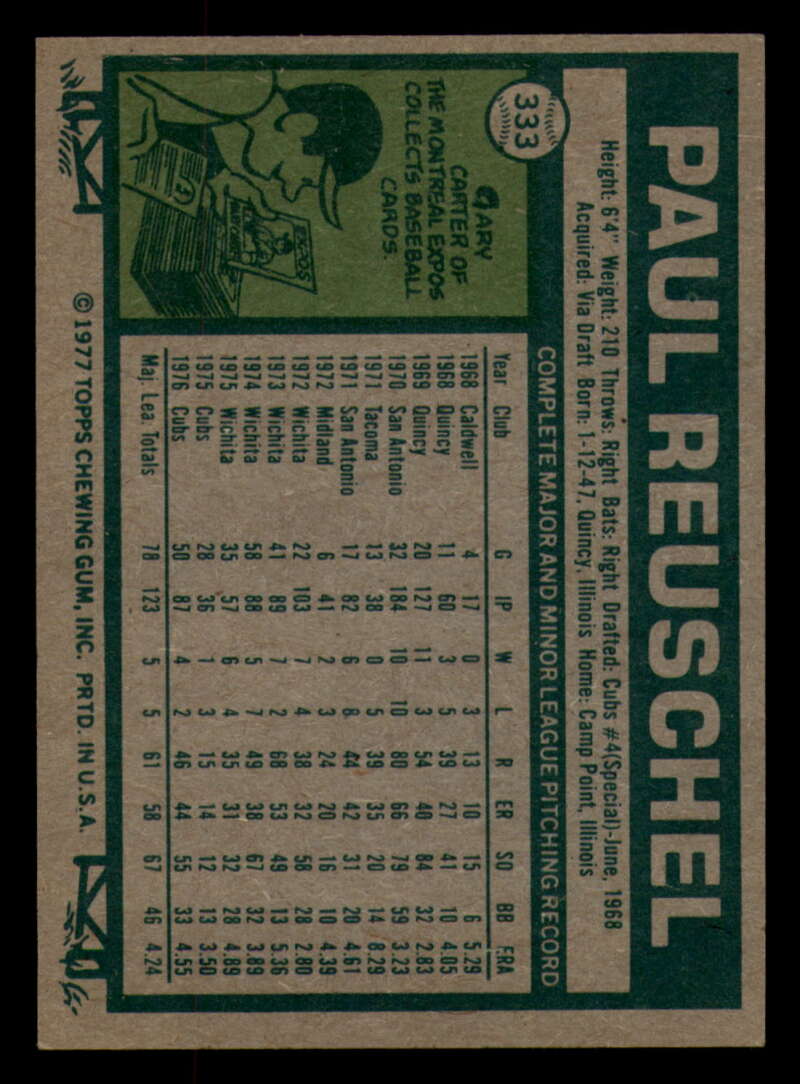 333
PAUL REUSCHEL
Height: 6'4" Weight: 210 Throws: Right Bats: Right Drafted: Cubs #4(Special)-June, 1968
Acquired: Via Draft Born: 1-12-47, Quincy, Illinois Home: Camp Point, Illinois
COMPLETE MAJOR AND MINOR LEAGUE PITCHING RECORD
GARY
CARTER OF
THE MONTREAL EXPOS
COLLECTS BASEBALL
CARDS.
EXPOS
GARY CARTER
Year Club G IP W L R ER SO BB ERA
1968 Caldwell 4 17 0 3 13 10 15 6 5.29
1968 Quincy 11 60 3 5 39 27 41 10 4.05
1969 Quincy 20 127 11 3 54 40 84 32 2.83
1970 San Antonio 32 184 10 10 80 66 79 59 3.23
1971 Tacoma 13 38 0 5 39 35 20 14 8.29
1971 San Antonio 17 82 6 8 44 42 31 20 4.61
1972 Midland 6 41 2 3 24 20 16 10 4.39
1972 Wichita 22 103 7 4 38 32 58 28 2.80
1973 Wichita 41 89 7 2 68 53 49 13 5.36
1974 Wichita 58 88 5 7 49 38 67 32 3.89
1975 Wichita 35 57 6 4 35 31 32 28 4.89
1975 Cubs 28 36 1 3 15 14 12 13 3.50
1976 Cubs 50 87 4 2 46 44 55 33 4.55
Maj. Lea. Totals 78 123 5 5 61 58 67 46 4.24
© 1977 TOPPS CHEWING GUM, INC. PRTD. IN U.S.A.